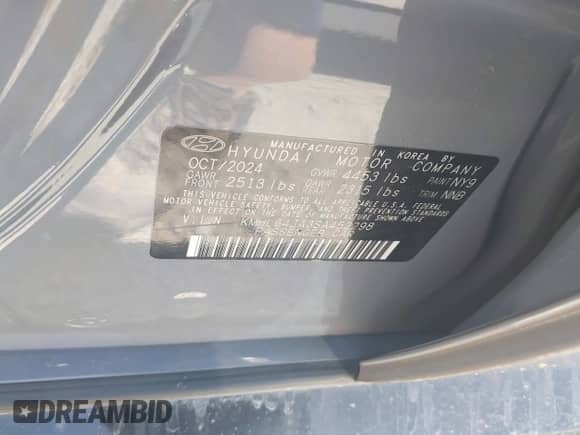 MANUFACTURED IN KOREA BY
HYUNDAI MOTOR COMPANY
OCT/2024 GVWR 4453 lbs PAINT NY9
GAWR FRONT 2513 lbs GAWR 2315 lbs TRIM NNB
THIS VEHICLE CONFORMS TO ALL APPLICABLE U.S.A. FEDERAL
MOTOR VEHICLE SAFETY, BUMPER AND THEFT PREVENTION STANDARDS
IN EFFECT ON THE DATE OF MANUFACTURE SHOWN ABOVE
V.I.N
DREAMBID